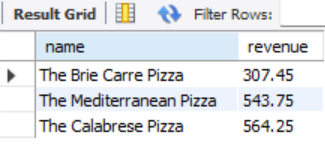 Result Grid Filter Rows:
name revenue
The Brie Carre Pizza 307.45
The Mediterranean Pizza 543.75
The Calabrese Pizza 564.25